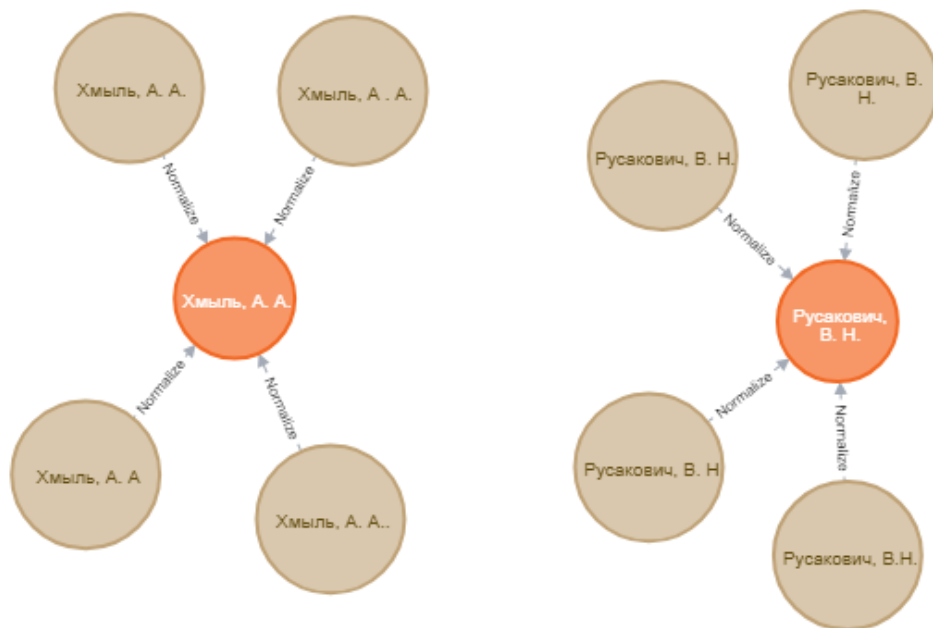 Хмыль, А. А.
Хмыль, А . А.
Normalize
Normalize
Хмыль, А. А.
Normalize
Normalize
Хмыль, А. А
Хмыль, А. А..
Русакович, В.
Н.
Русакович, В. Н.
Normalize
Normalize
Русакович,
В. Н.
Normalize
Normalize
Русакович, В. Н
Русакович, В.Н.